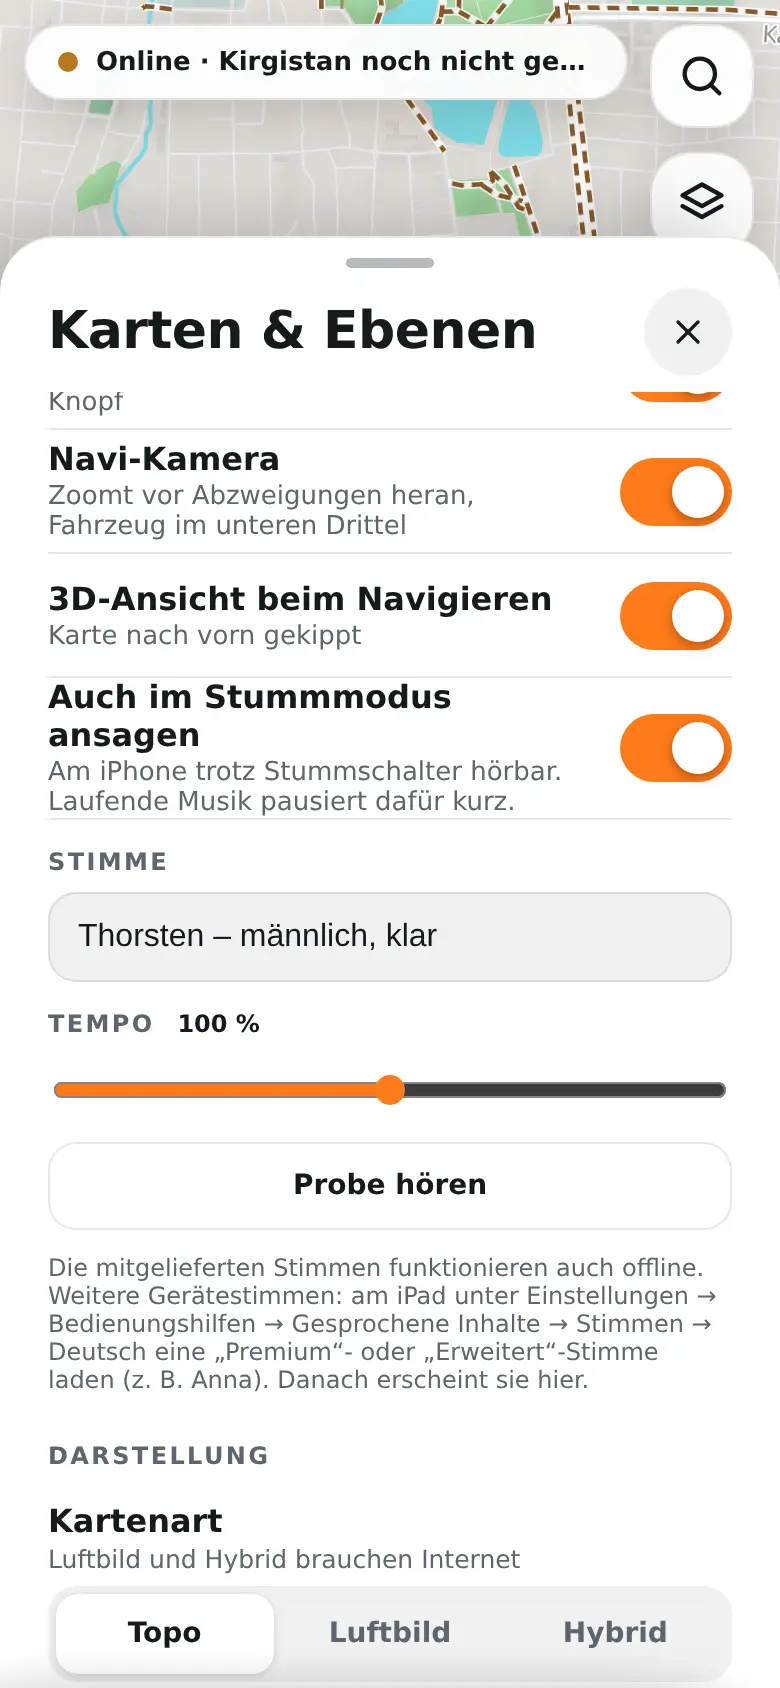 Online · Kirgistan noch nicht ge…
Karten & Ebenen
Knopf
Navi-Kamera
Zoomt vor Abzweigungen heran,
Fahrzeug im unteren Drittel
3D-Ansicht beim Navigieren
Karte nach vorn gekippt
Auch im Stummmodus
ansagen
Am iPhone trotz Stummschalter hörbar.
Laufende Musik pausiert dafür kurz.
STIMME
Thorsten – männlich, klar
TEMPO 100 %
Probe hören
Die mitgelieferten Stimmen funktionieren auch offline.
Weitere Gerätestimmen: am iPad unter Einstellungen →
Bedienungshilfen → Gesprochene Inhalte → Stimmen →
Deutsch eine „Premium“- oder „Erweitert“-Stimme
laden (z. B. Anna). Danach erscheint sie hier.
DARSTELLUNG
Kartenart
Luftbild und Hybrid brauchen Internet
Topo Luftbild Hybrid